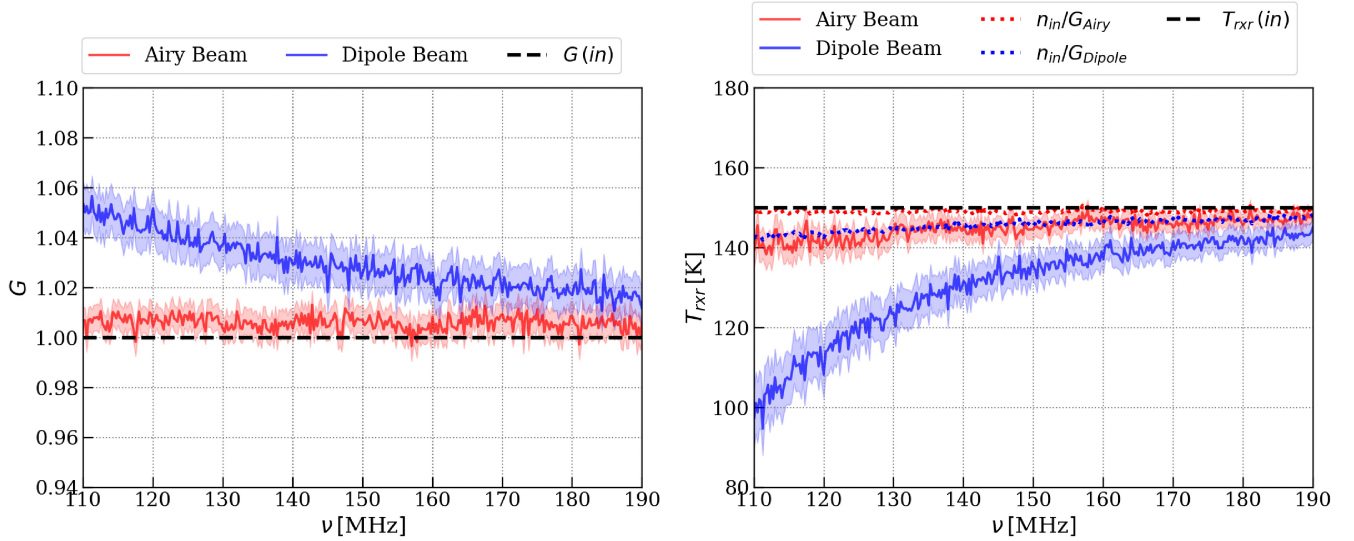 Airy Beam Dipole Beam G (in)
1.10
1.08
1.06
1.04
1.02
1.00
0.98
0.96
0.94
G
110 120 130 140 150 160 170 180 190
ν [MHz]
Airy Beam n_in/G_Airy T_rxr (in)
Dipole Beam n_in/G_Dipole
180
160
140
120
100
80
T_rxr [K]
110 120 130 140 150 160 170 180 190
ν [MHz]